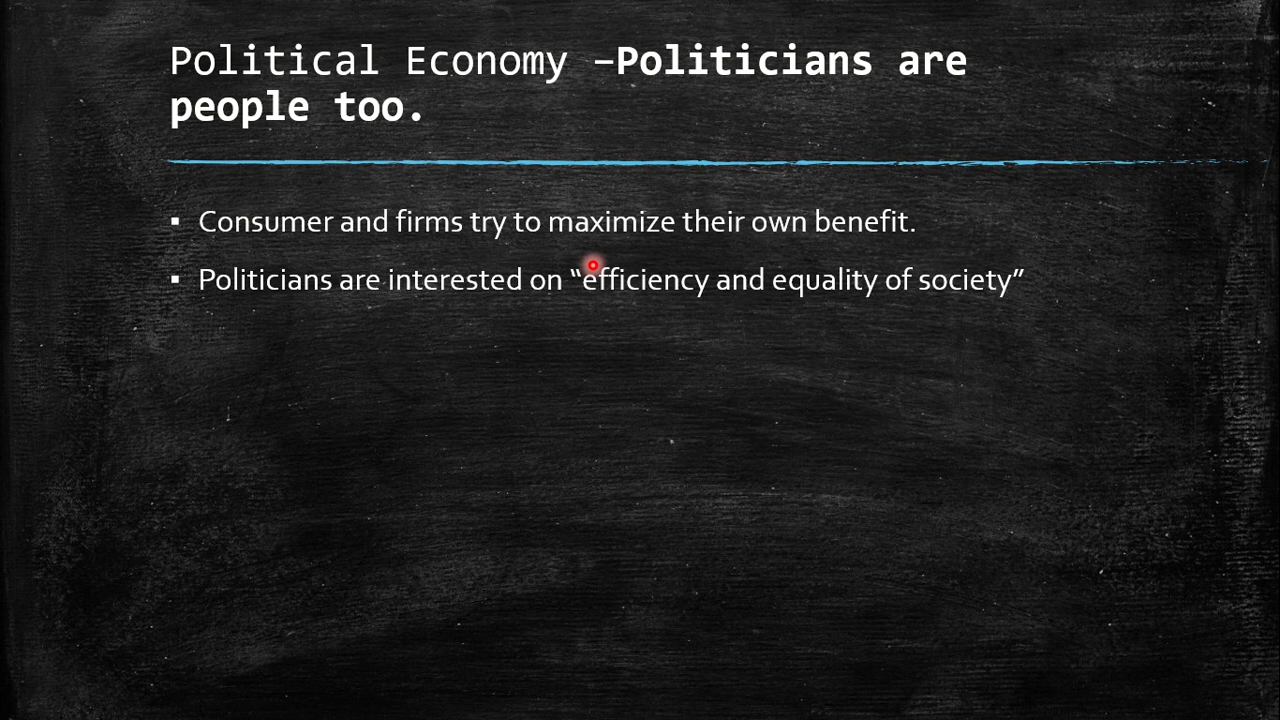 Political Economy –Politicians are
people too.
▪ Consumer and firms try to maximize their own benefit.
▪ Politicians are interested on “efficiency and equality of society”